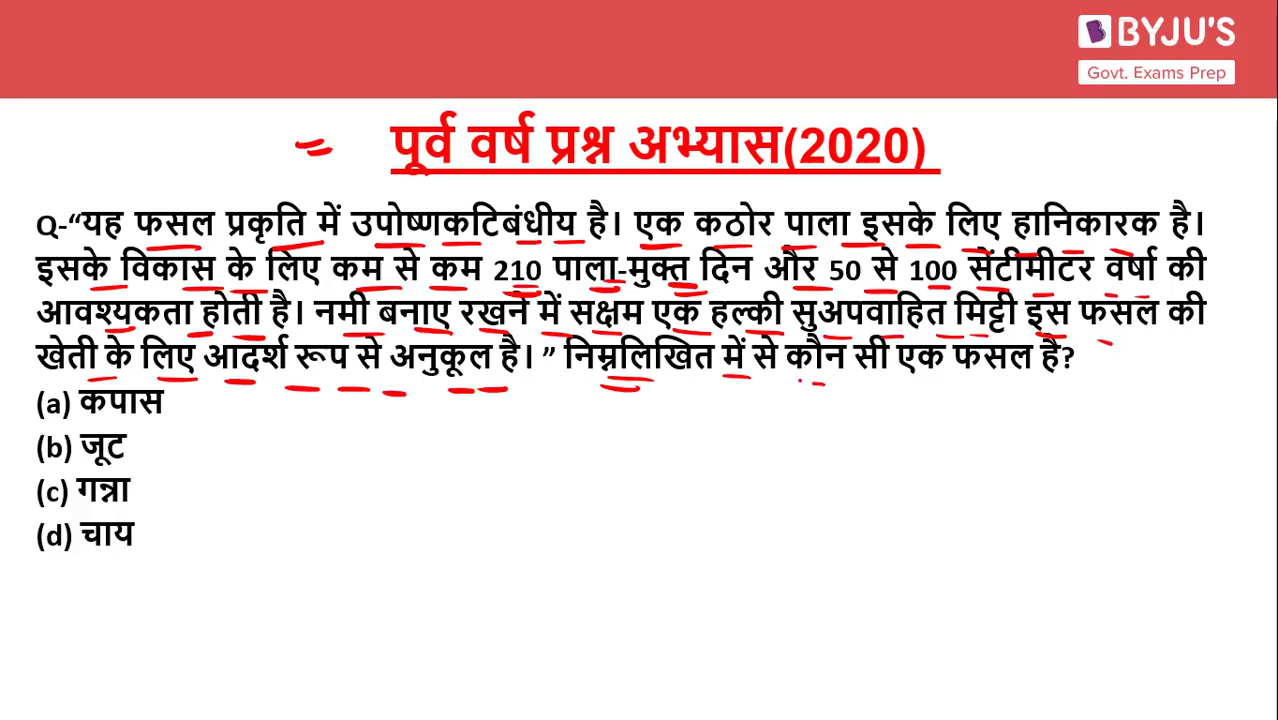 BYJU'S
Govt. Exams Prep
पूर्व वर्ष प्रश्न अभ्यास(2020)
Q-“यह फसल प्रकृति में उपोष्णकटिबंधीय है। एक कठोर पाला इसके लिए हानिकारक है।
इसके विकास के लिए कम से कम 210 पाला-मुक्त दिन और 50 से 100 सेंटीमीटर वर्षा की
आवश्यकता होती है। नमी बनाए रखने में सक्षम एक हल्की सुअपवाहित मिट्टी इस फसल की
खेती के लिए आदर्श रूप से अनुकूल है। ” निम्नलिखित में से कौन सी एक फसल है?
(a) कपास
(b) जूट
(c) गन्ना
(d) चाय